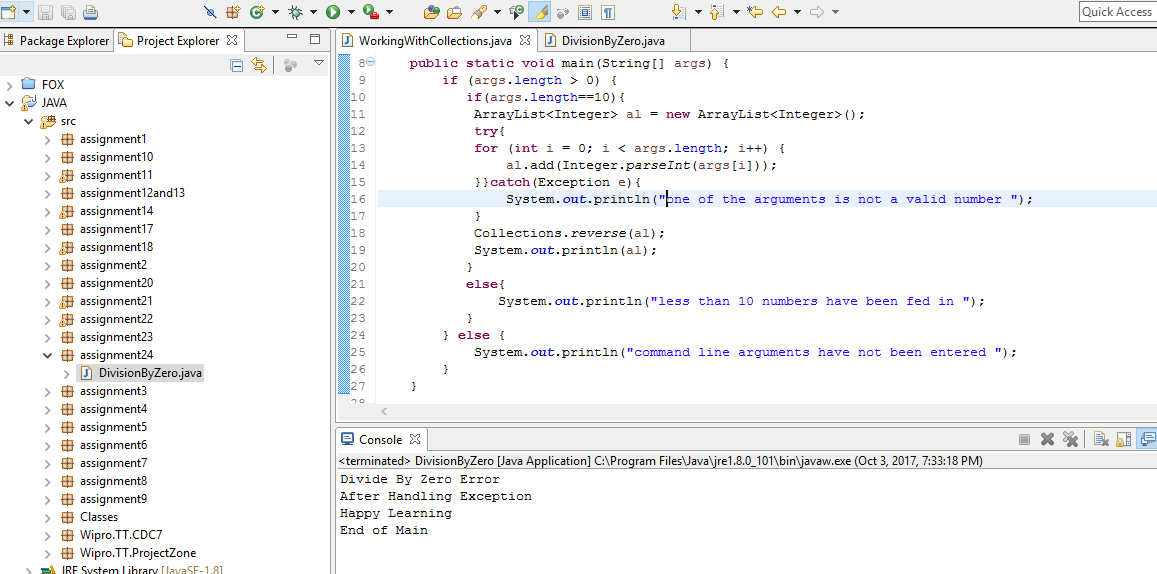 Quick Access
Package Explorer
Project Explorer
FOX
JAVA
src
assignment1
assignment10
assignment11
assignment12and13
assignment14
assignment17
assignment18
assignment2
assignment20
assignment21
assignment22
assignment23
assignment24
DivisionByZero.java
assignment3
assignment4
assignment5
assignment6
assignment7
assignment8
assignment9
Classes
Wipro.TT.CDC7
Wipro.TT.ProjectZone
JRE System Library [JavaSE-1.8]
WorkingWithCollections.java
DivisionByZero.java
8 public static void main(String[] args) {
9 if (args.length > 0) {
10 if(args.length==10){
11 ArrayList<Integer> al = new ArrayList<Integer>();
12 try{
13 for (int i = 0; i < args.length; i++) {
14 al.add(Integer.parseInt(args[i]));
15 }}catch(Exception e){
16 System.out.println("one of the arguments is not a valid number ");
17 }
18 Collections.reverse(al);
19 System.out.println(al);
20 }
21 else{
22 System.out.println("less than 10 numbers have been fed in ");
23 }
24 } else {
25 System.out.println("command line arguments have not been entered ");
26 }
27 }
28
Console
<terminated> DivisionByZero [Java Application] C:\Program Files\Java\jre1.8.0_101\bin\javaw.exe (Oct 3, 2017, 7:33:18 PM)
Divide By Zero Error
After Handling Exception
Happy Learning
End of Main